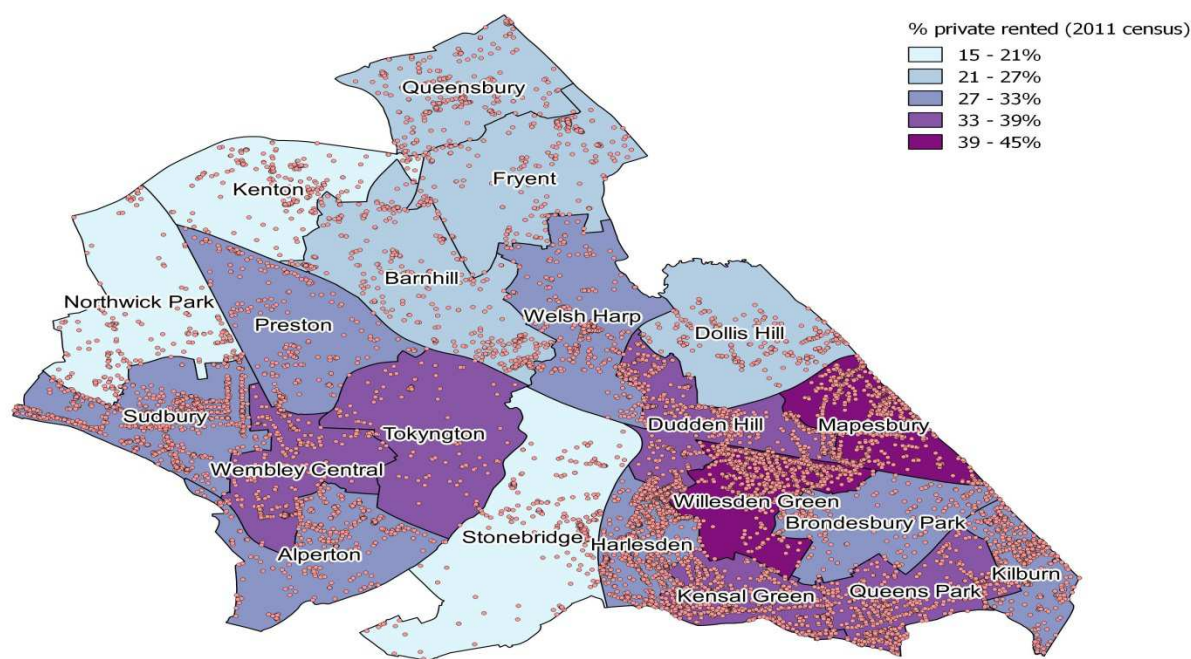 % private rented (2011 census)
15 - 21%
21 - 27%
27 - 33%
33 - 39%
39 - 45%
Queensbury
Kenton
Fryent
Northwick Park
Barnhill
Preston
Welsh Harp
Dollis Hill
Sudbury
Tokyngton
Dudden Hill
Mapesbury
Wembley Central
Willesden Green
Brondesbury Park
Alperton
Stonebridge
Harlesden
Kilburn
Kensal Green
Queens Park